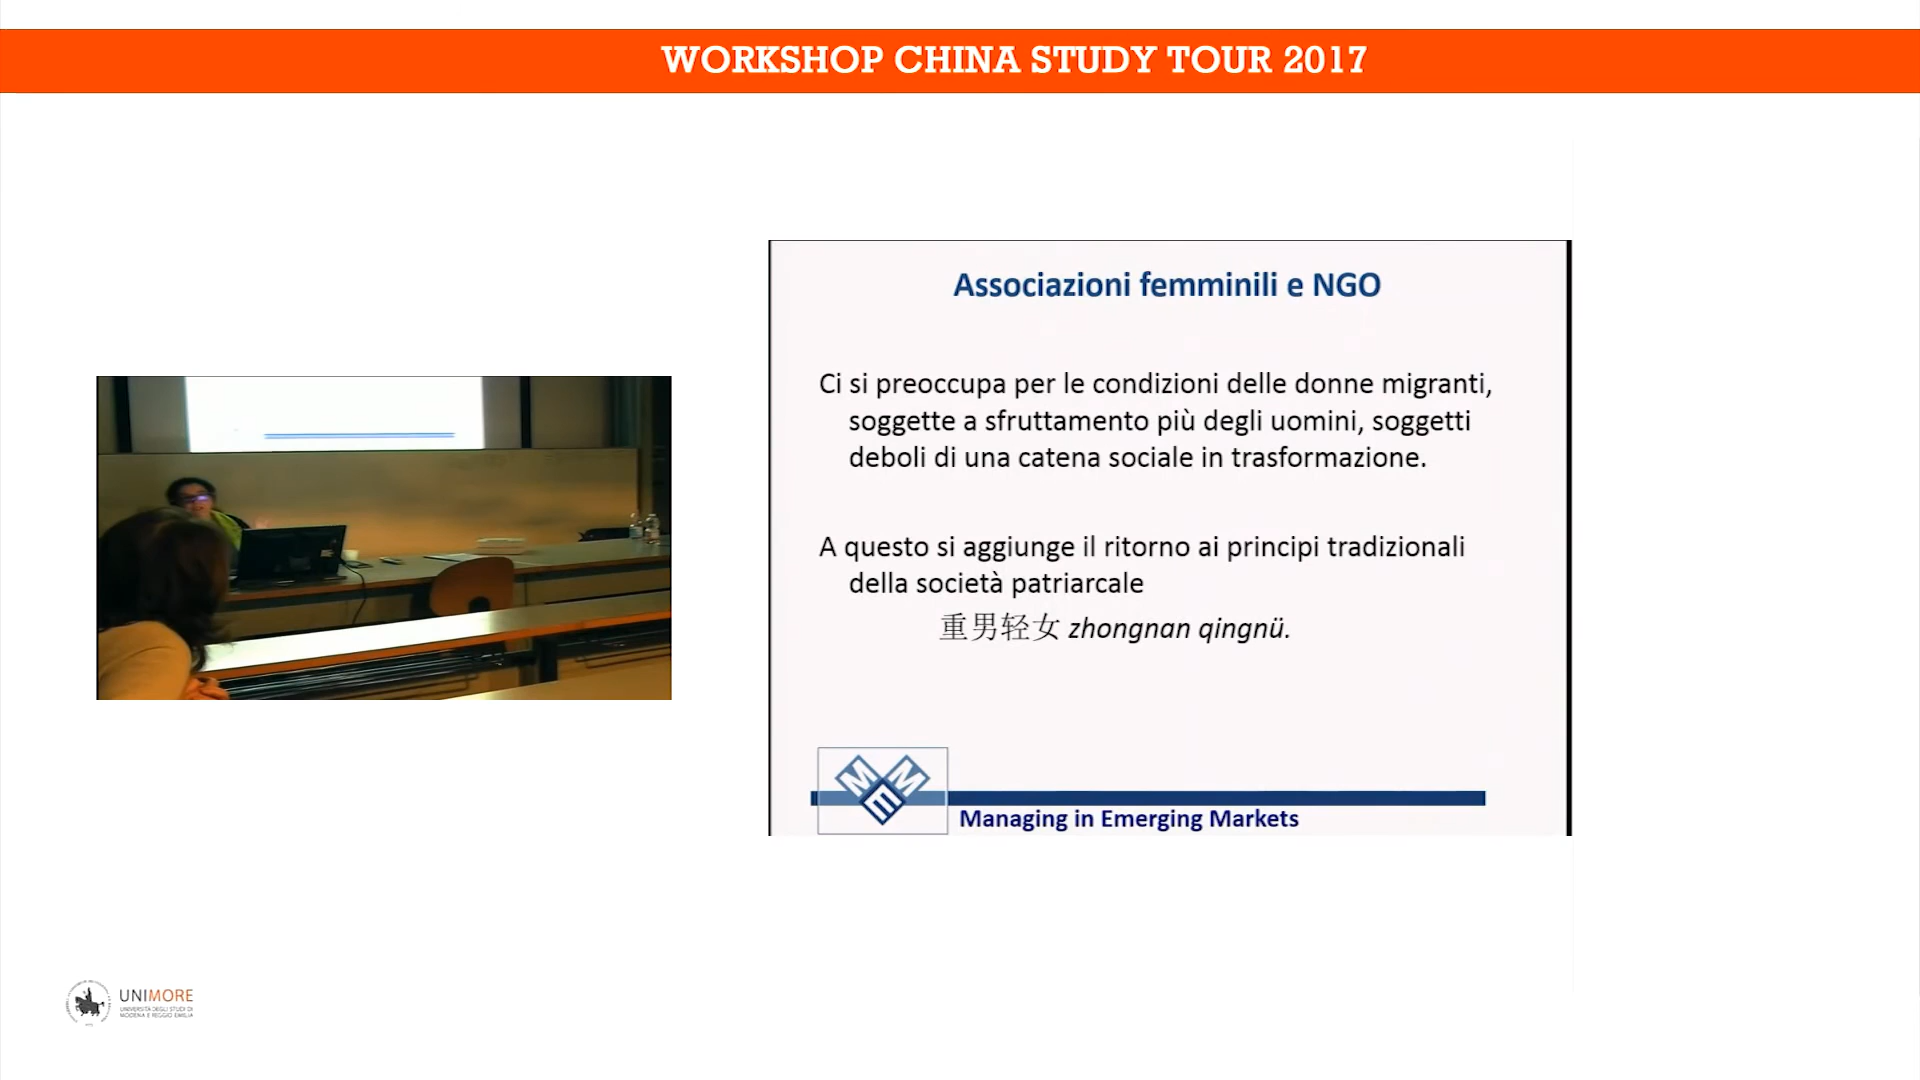 WORKSHOP CHINA STUDY TOUR 2017
Associazioni femminili e NGO
Ci si preoccupa per le condizioni delle donne migranti,
soggette a sfruttamento più degli uomini, soggetti
deboli di una catena sociale in trasformazione.
A questo si aggiunge il ritorno ai principi tradizionali
della società patriarcale
重男轻女 zhongnan qingnü.
MEM
Managing in Emerging Markets
UNIMORE
UNIVERSITÀ DEGLI STUDI DI
MODENA E REGGIO EMILIA